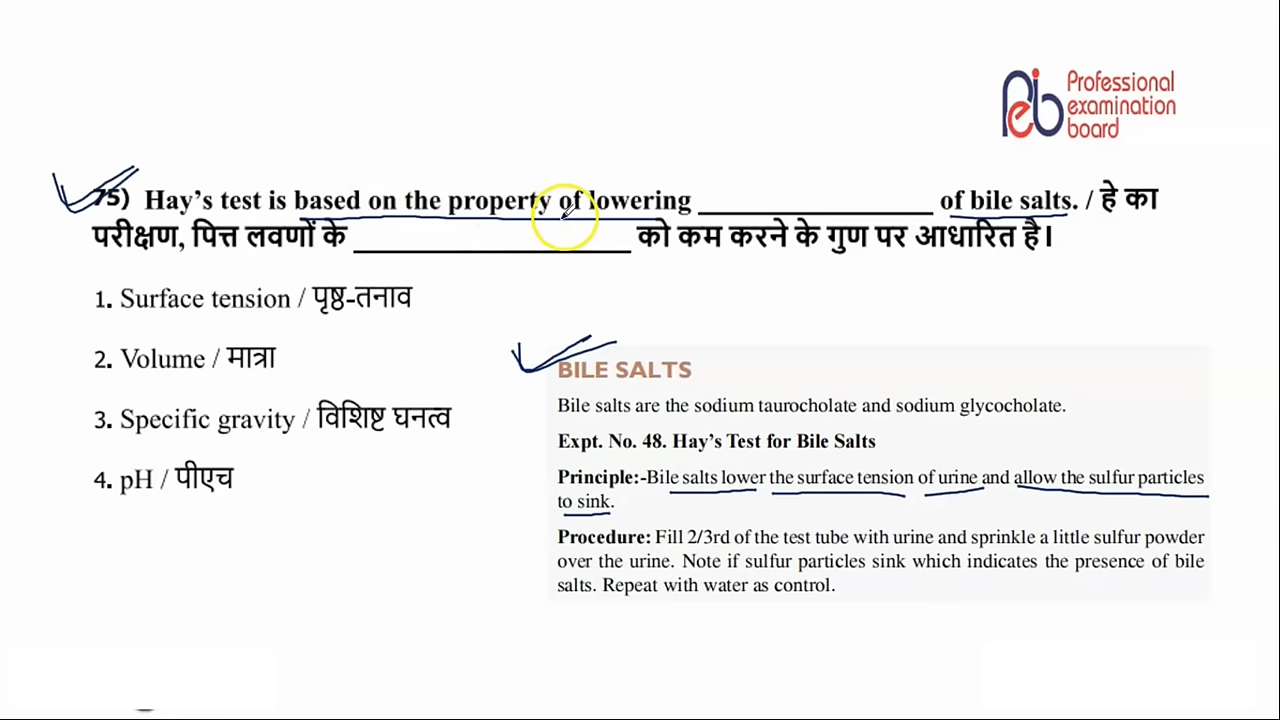 Professional
examination
board
75) Hay's test is based on the property of lowering ________________ of bile salts. / हे का
परीक्षण, पित्त लवणों के ___________________ को कम करने के गुण पर आधारित है।
1. Surface tension / पृष्ठ-तनाव
2. Volume / मात्रा
3. Specific gravity / विशिष्ट घनत्व
4. pH / पीएच
BILE SALTS
Bile salts are the sodium taurocholate and sodium glycocholate.
Expt. No. 48. Hay's Test for Bile Salts
Principle:-Bile salts lower the surface tension of urine and allow the sulfur particles
to sink.
Procedure: Fill 2/3rd of the test tube with urine and sprinkle a little sulfur powder
over the urine. Note if sulfur particles sink which indicates the presence of bile
salts. Repeat with water as control.